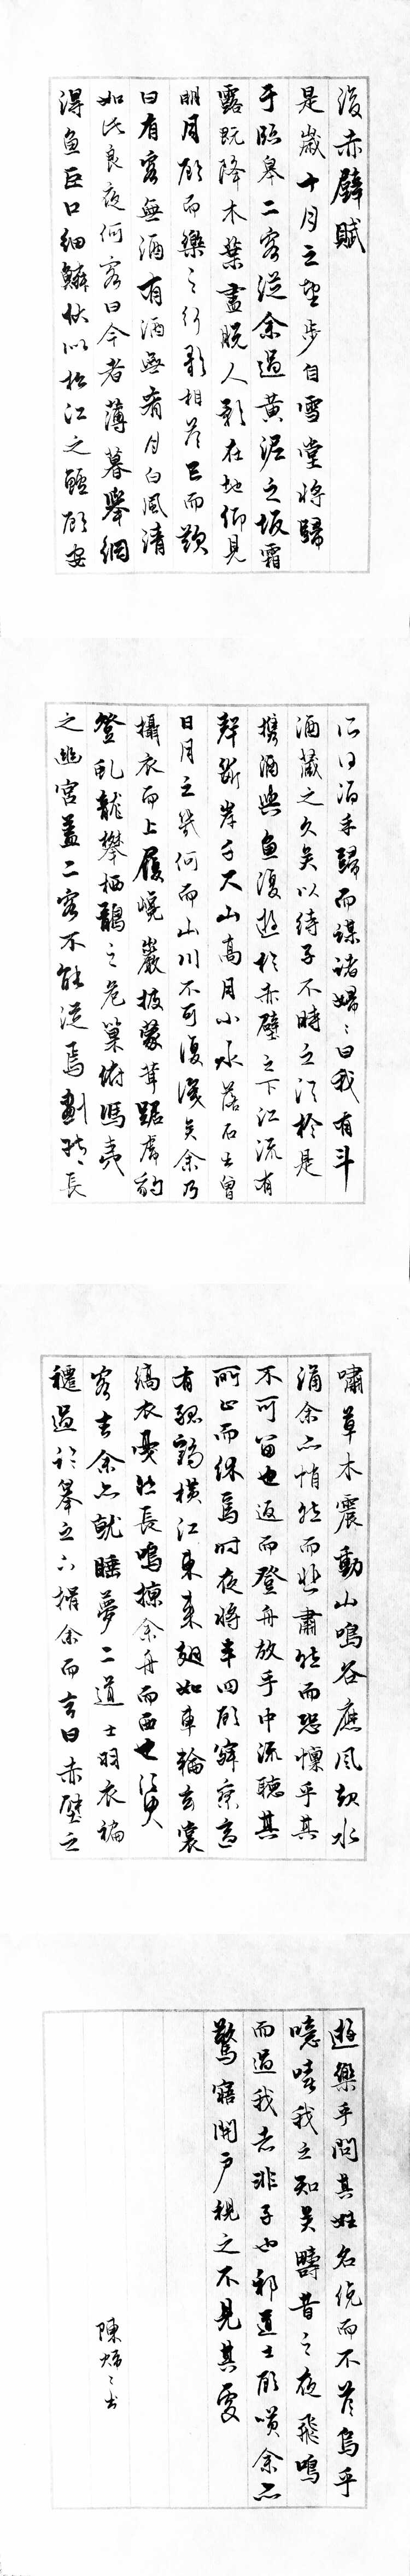 後赤壁賦
是歲十月之望步自雪堂將歸
于臨皋二客從余過黃泥之坂霜
露既降木葉盡脫人影在地仰見
明月顧而樂之行歌相答已而歎
曰有客無酒有酒無肴月白風清
如此良夜何客曰今者薄暮舉網
得魚巨口細鱗狀似松江之鱸顧安
所得酒乎歸而謀諸婦婦曰我有斗
酒藏之久矣以待子不時之須於是
攜酒與魚復遊於赤壁之下江流有
聲斷岸千尺山高月小水落石出曾
日月之幾何而山川不可復識矣余乃
攝衣而上履巉巖披蒙茸踞虎豹
登虬龍攀栖鶻之危巢俯馮夷
之幽宮蓋二客不能從焉劃然長
嘯草木震動山鳴谷應風起水
涌余亦悄然而悲肅然而恐懍乎其
不可留也返而登舟放乎中流聽其
所止而休焉時夜將半四顧寂寥適
有孤鶴橫江東來翅如車輪玄裳
縞衣戛然長鳴掠余舟而西也須臾
客去余亦就睡夢二道士羽衣褊
襳過臨皋之下揖余而言曰赤壁之
遊樂乎問其姓名俛而不答烏乎
噫嘻我之知矣疇昔之夜飛鳴
而過我者非子也邪道士顧笑余亦
驚寤開戶視之不見其處
陳 書